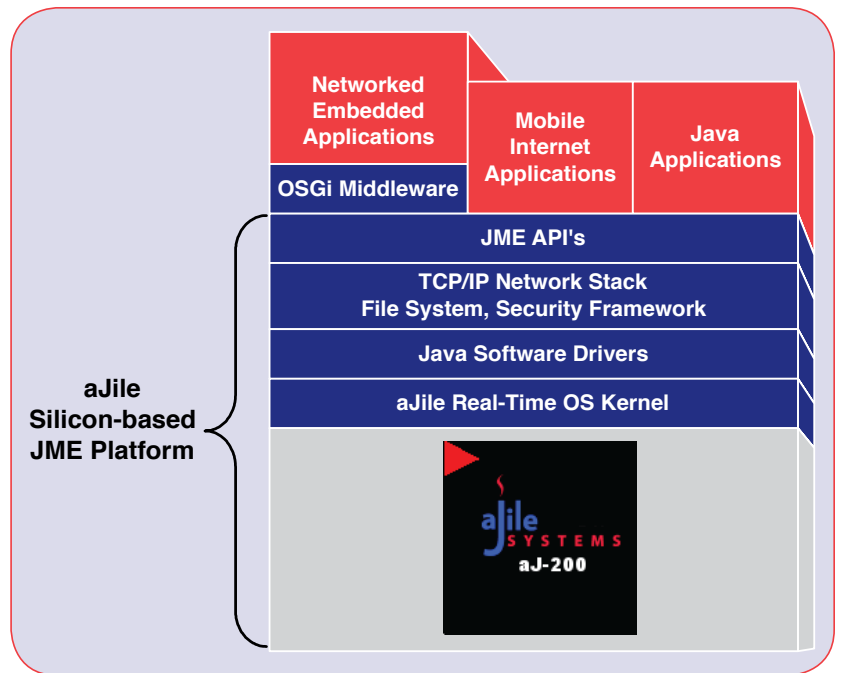 Networked
Embedded
Applications
Mobile
Internet
Applications
Java
Applications
OSGi Middleware
JME API's
TCP/IP Network Stack
File System, Security Framework
Java Software Drivers
aJile Real-Time OS Kernel
aJile
Silicon-based
JME Platform
aJile
SYSTEMS
aJ-200